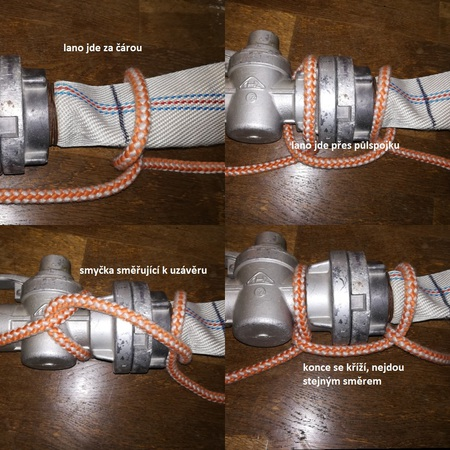 lano jde za čárou
lano jde přes půlspojku
smyčka směřující k uzávěru
konce se kříží, nejdou
stejným směrem